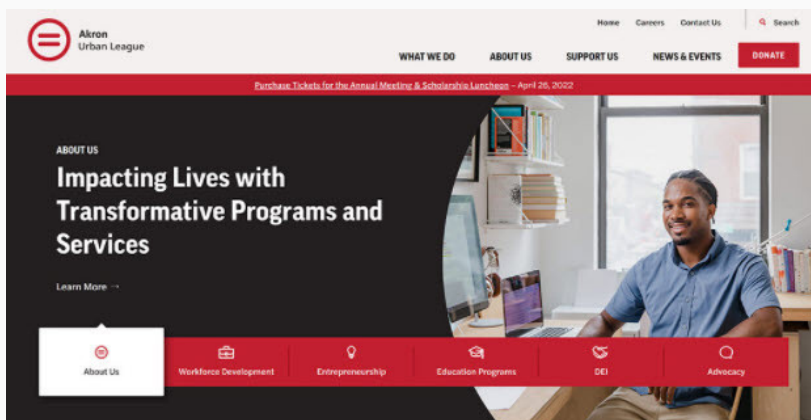 Home Careers Contact Us Search
Akron
Urban League
WHAT WE DO ABOUT US SUPPORT US NEWS & EVENTS DONATE
Purchase Tickets for the Annual Meeting & Scholarship Luncheon – April 26, 2022
ABOUT US
Impacting Lives with
Transformative Programs and
Services
Learn More →
About Us Workforce Development Entrepreneurship Education Programs DEI Advocacy